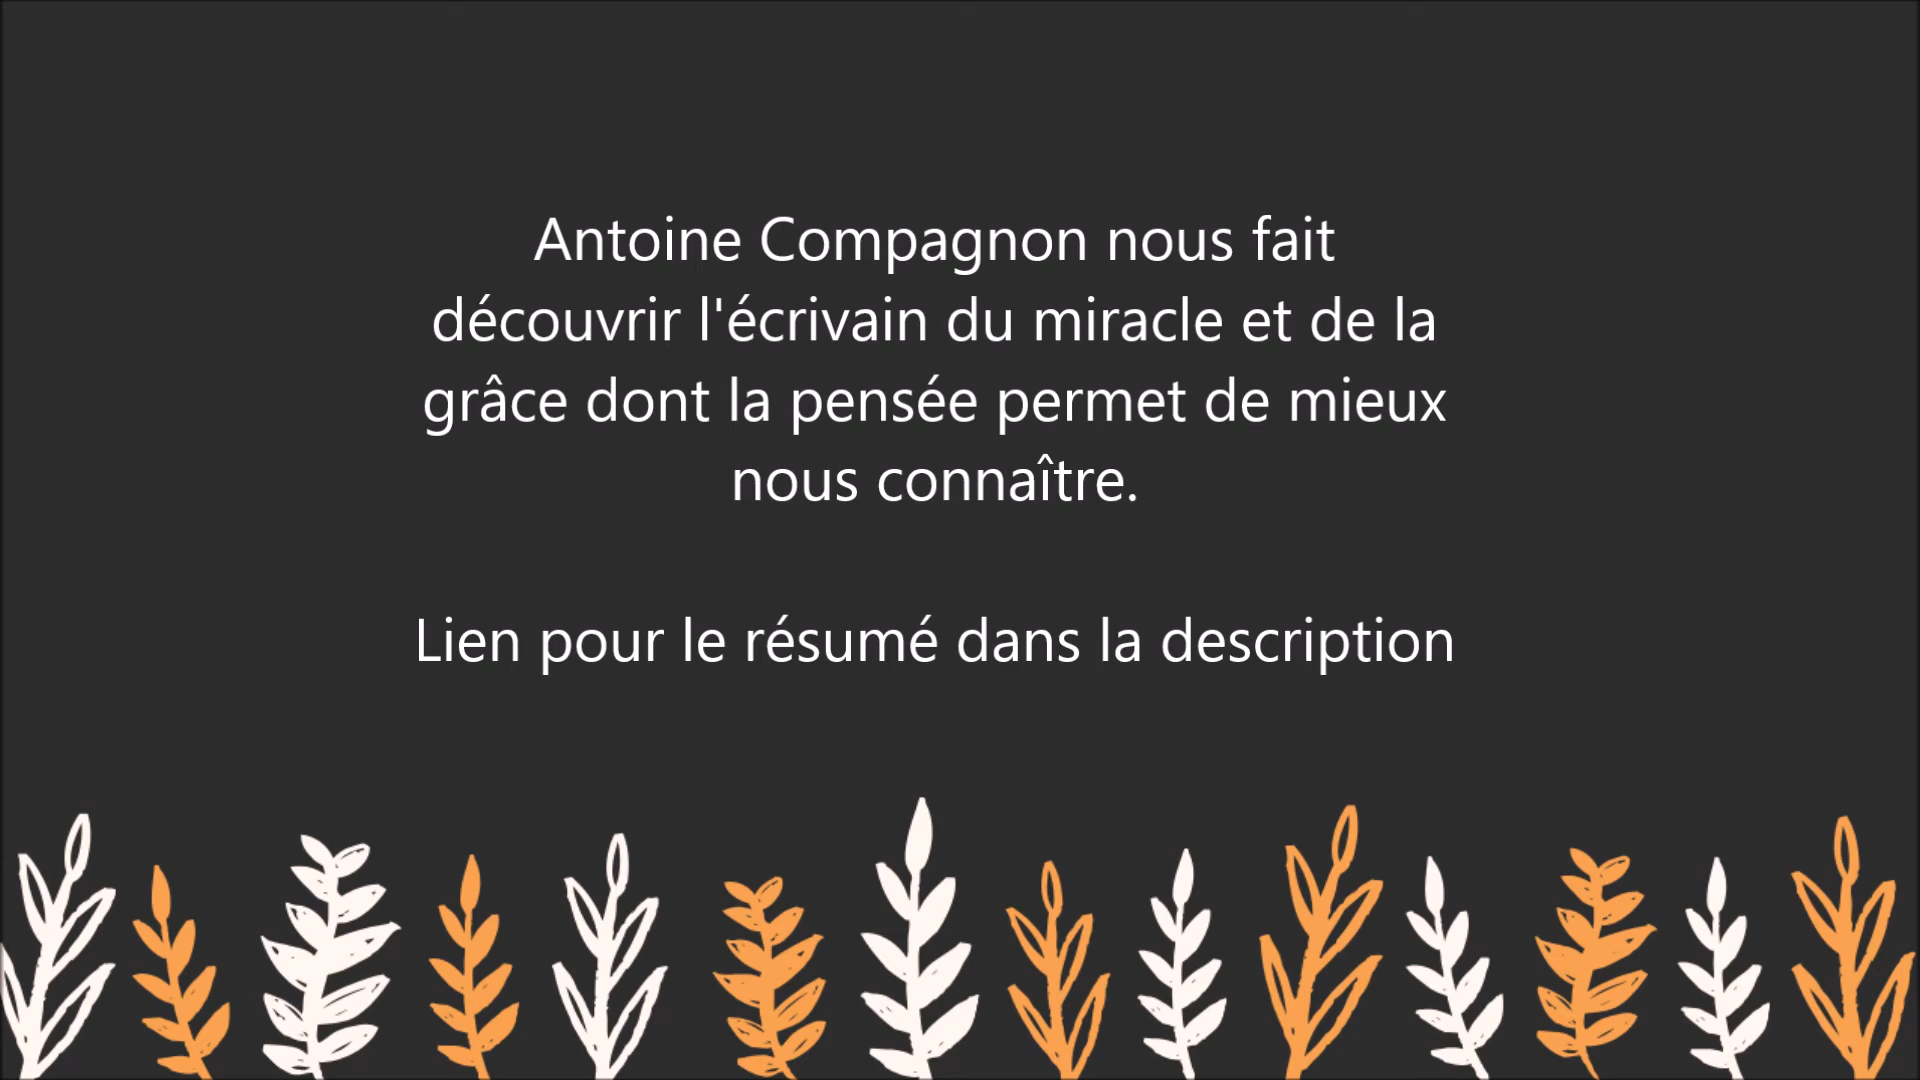 Antoine Compagnon nous fait
découvrir l'écrivain du miracle et de la
grâce dont la pensée permet de mieux
nous connaître.
Lien pour le résumé dans la description